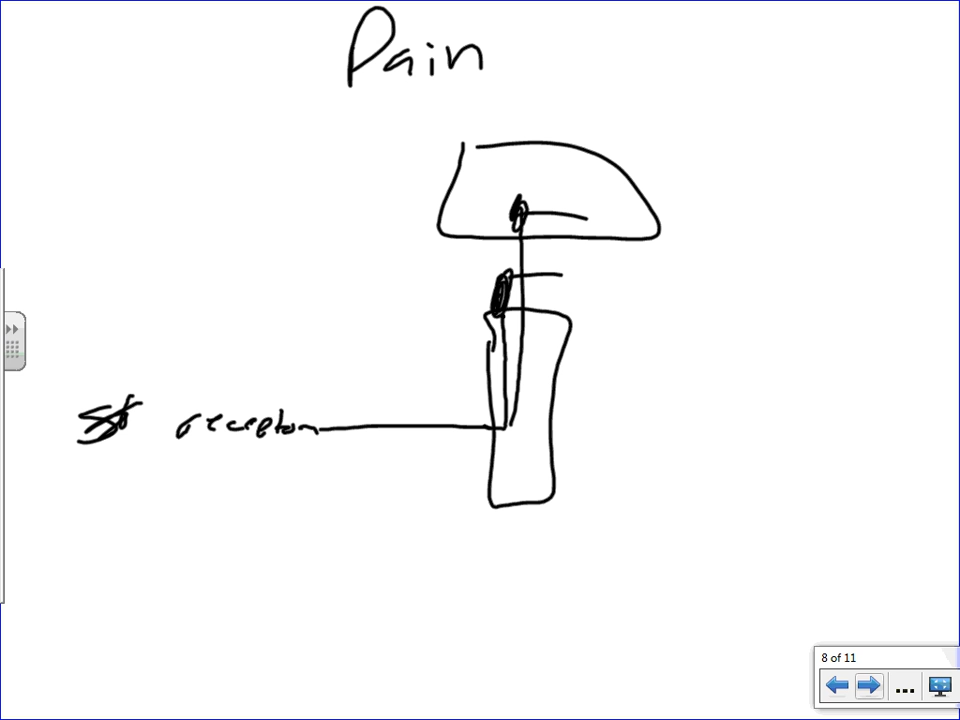 Pain
receptor
8 of 11